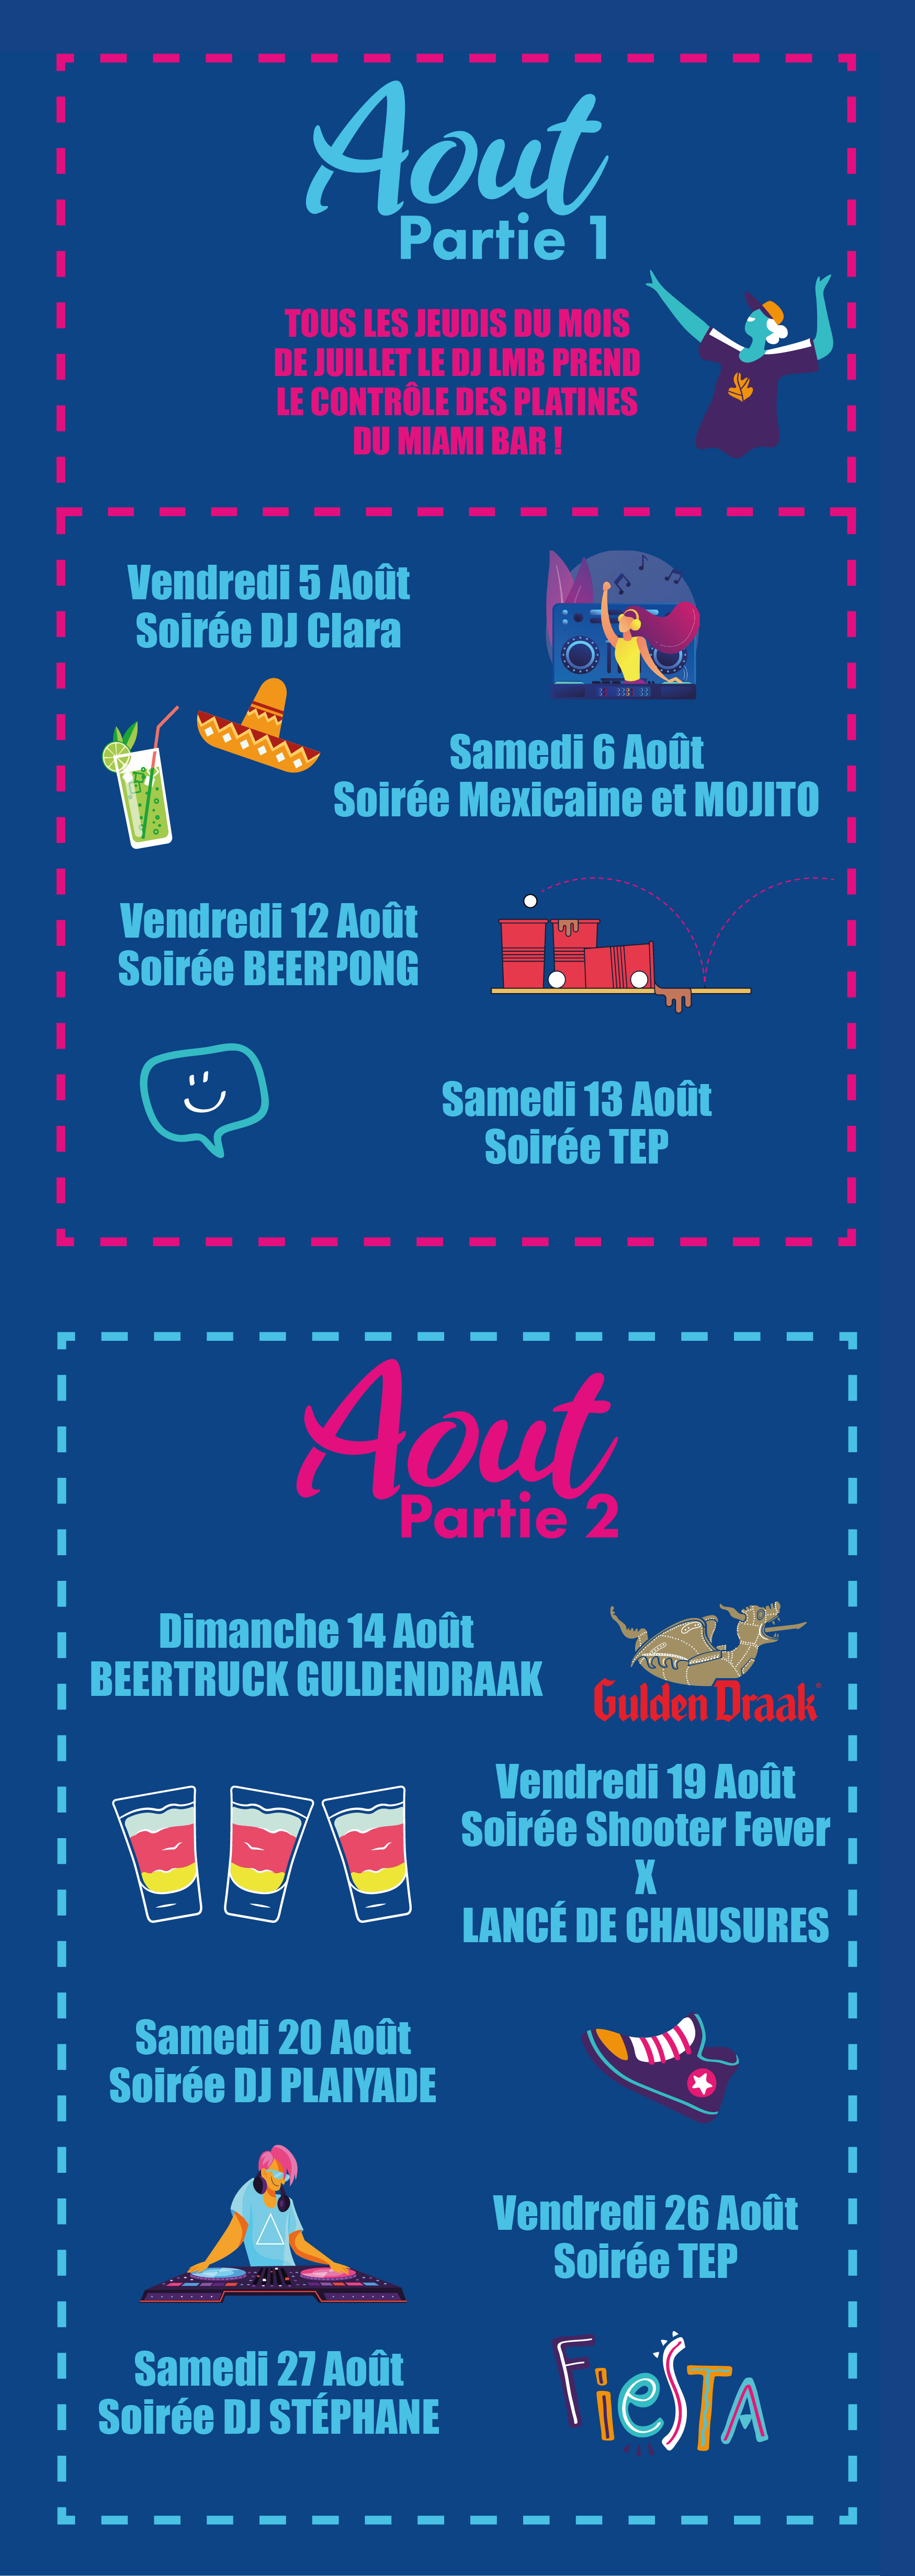 Aout
Partie 1
TOUS LES JEUDIS DU MOIS
DE JUILLET LE DJ LMB PREND
LE CONTRÔLE DES PLATINES
DU MIAMI BAR !
Vendredi 5 Août
Soirée DJ Clara
Samedi 6 Août
Soirée Mexicaine et MOJITO
Vendredi 12 Août
Soirée BEERPONG
Samedi 13 Août
Soirée TEP
Aout
Partie 2
Dimanche 14 Août
BEERTRUCK GULDENDRAAK
Gulden Draak
Vendredi 19 Août
Soirée Shooter Fever
X
LANCÉ DE CHAUSURES
Samedi 20 Août
Soirée DJ PLAIYADE
Vendredi 26 Août
Soirée TEP
Samedi 27 Août
Soirée DJ STÉPHANE
FieSTA